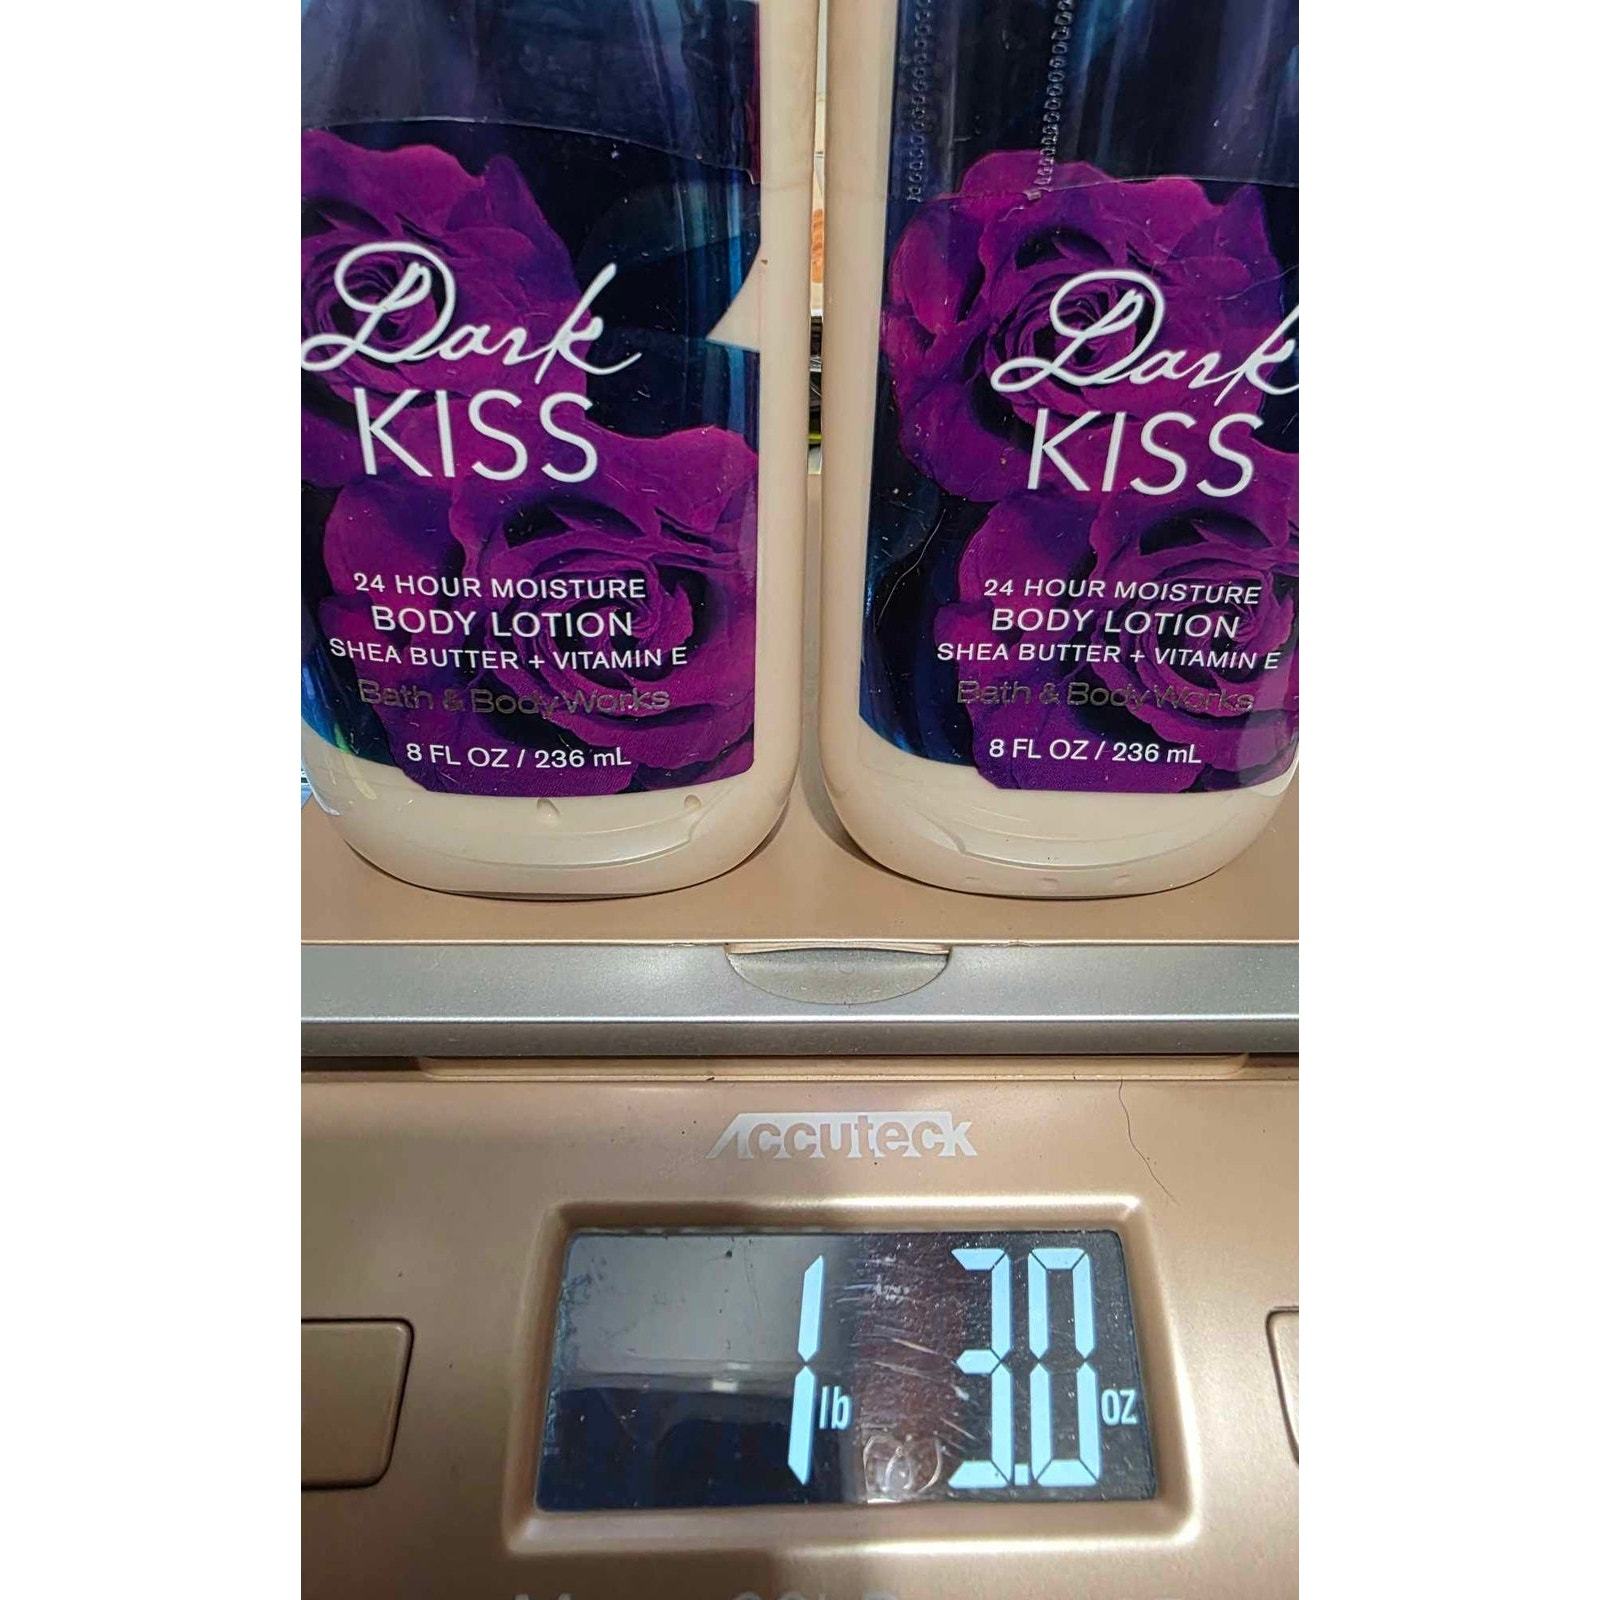 Dark
KISS
24 HOUR MOISTURE
BODY LOTION
SHEA BUTTER + VITAMIN E
Bath & Body Works
8 FL OZ / 236 mL
Dark
KISS
24 HOUR MOISTURE
BODY LOTION
SHEA BUTTER + VITAMIN E
Bath & Body Works
8 FL OZ / 236 mL
Accuteck
1 lb 3.0 oz